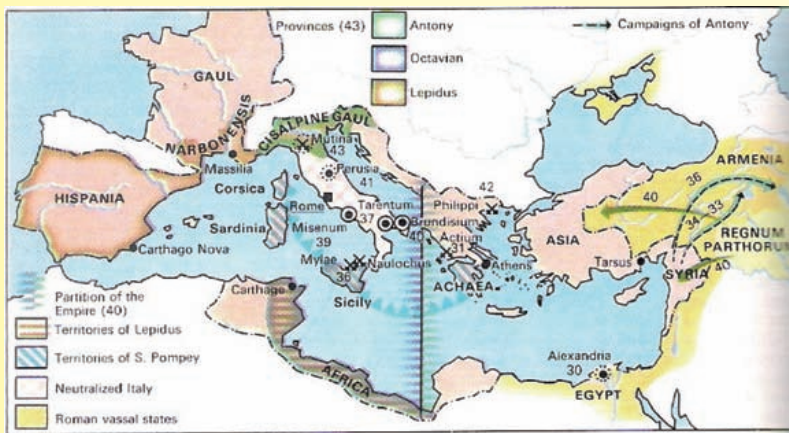 Provinces (43)
Antony
Octavian
Lepidus
Campaigns of Antony
GAUL
NARBONENSIS
CISALPINE GAUL
Mutina
43
Massilia
Perusia
41
Corsica
HISPANIA
Rome
Tarentum
37
Sardinia
Misenum
39
Brundisium
40
Philippi
42
Actium
31
Carthago Nova
Mylae
36
Naulochus
Athens
ACHAEA
ASIA
ARMENIA
40
36
34
33
REGNUM
PARTHORUM
Tarsus
SYRIA
40
Carthage
Sicily
AFRICA
Alexandria
30
EGYPT
Partition of the
Empire (40)
Territories of Lepidus
Territories of S. Pompey
Neutralized Italy
Roman vassal states